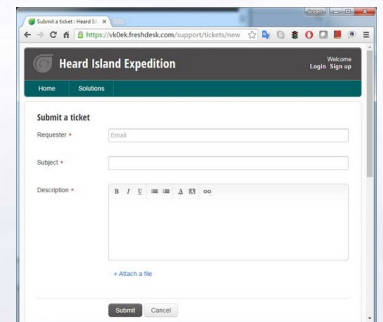 Submit a ticket : Heard Isl
https://vk0ek.freshdesk.com/support/tickets/new
Heard Island Expedition
Welcome
Login Sign up
Home Solutions
Submit a ticket
Requester *
Email
Subject *
Description *
B I U A
+ Attach a file
Submit Cancel